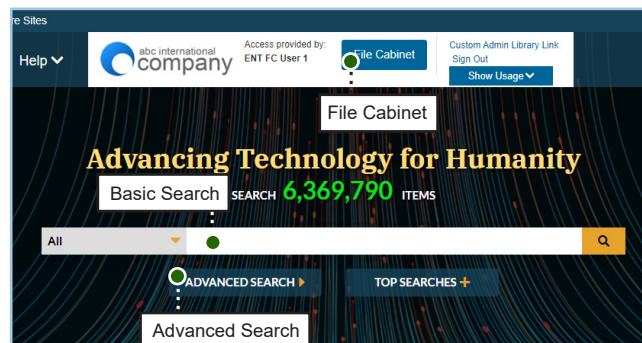 re Sites
Help
abc international
company
Access provided by:
ENT FC User 1
File Cabinet
Custom Admin Library Link
Sign Out
Show Usage
File Cabinet
Advancing Technology for Humanity
Basic Search
SEARCH 6,369,790 ITEMS
All
ADVANCED SEARCH
TOP SEARCHES +
Advanced Search